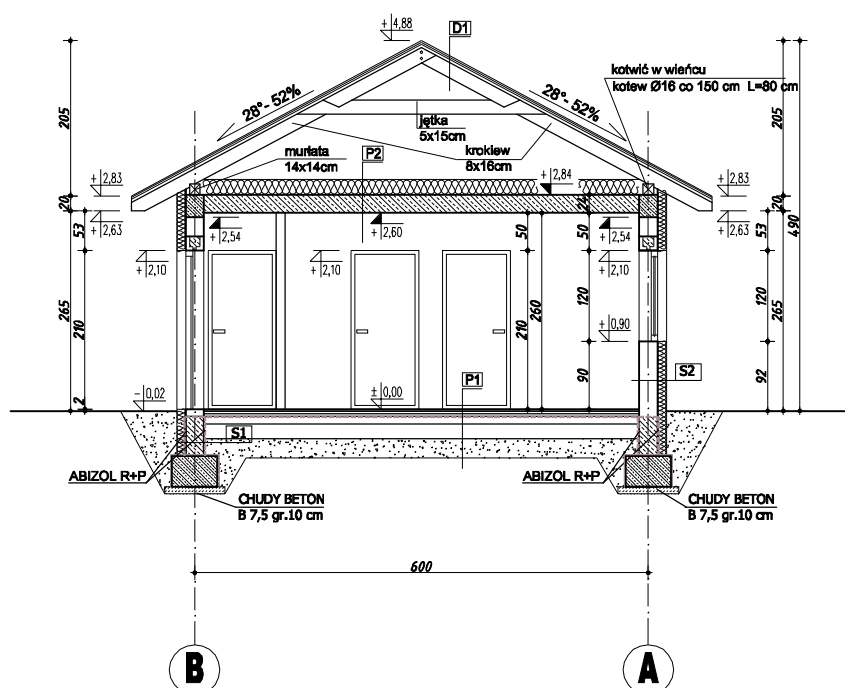 + 4,88
D1
kotwić w wieńcu
kotew Ø16 co 150 cm L=80 cm
28°- 52%
28°- 52%
205
205
jętka
5x15cm
murłata
14x14cm
P2
krokiew
8x16cm
+ 2,83
+ 2,84
+ 2,83
20
24
20
+ 2,63
+ 2,54
+ 2,60
+ 2,54
+ 2,63
53
50
50
53
490
+ 2,10
+ 2,10
+ 2,10
265
210
210
260
120
120
265
+ 0,90
P1
S2
90
92
2
- 0,02
± 0,00
S1
ABIZOL R+P
ABIZOL R+P
CHUDY BETON
B 7,5 gr.10 cm
CHUDY BETON
B 7,5 gr.10 cm
600
B
A